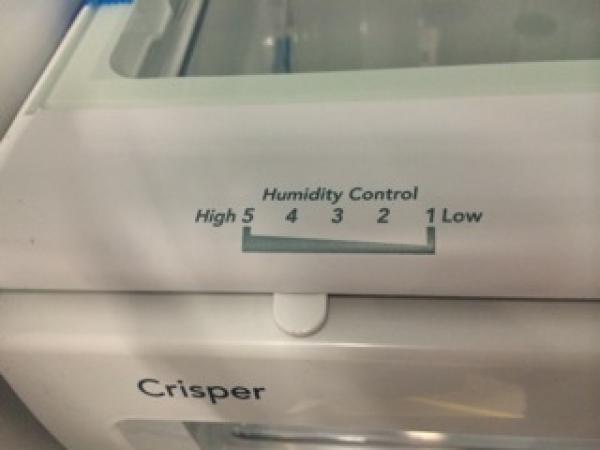 Humidity Control
High 5 4 3 2 1 Low
Crisper